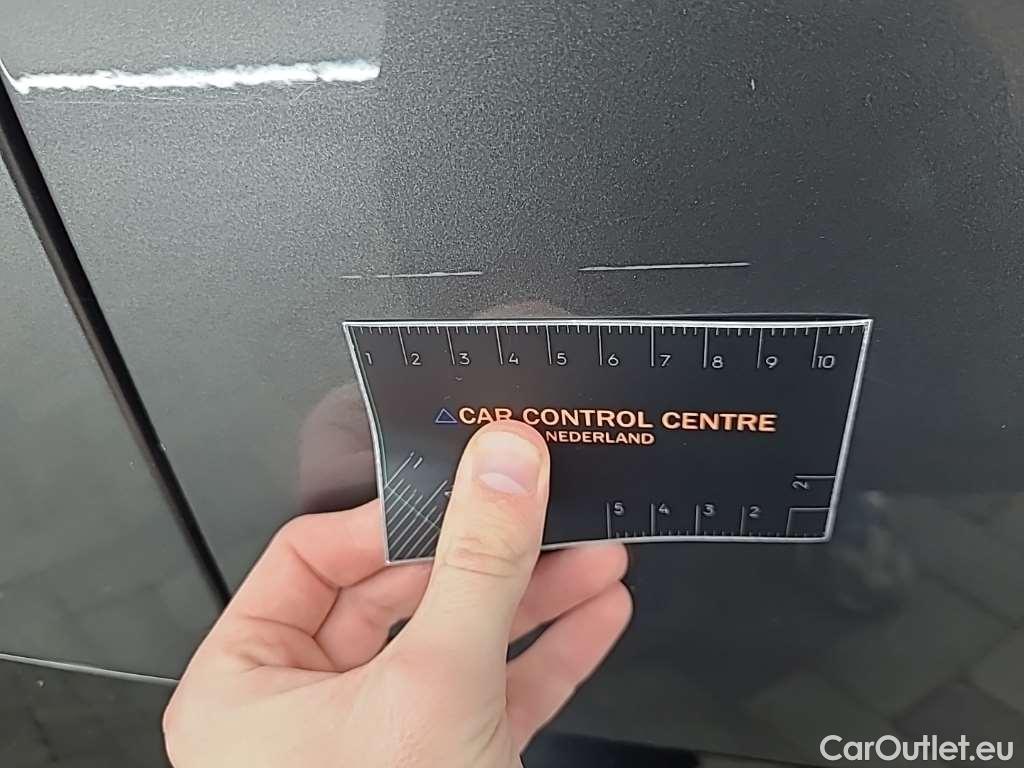 1 2 3 4 5 6 7 8 9 10
CAR CONTROL CENTRE
NEDERLAND
2
5 4 3 2
CarOutlet.eu